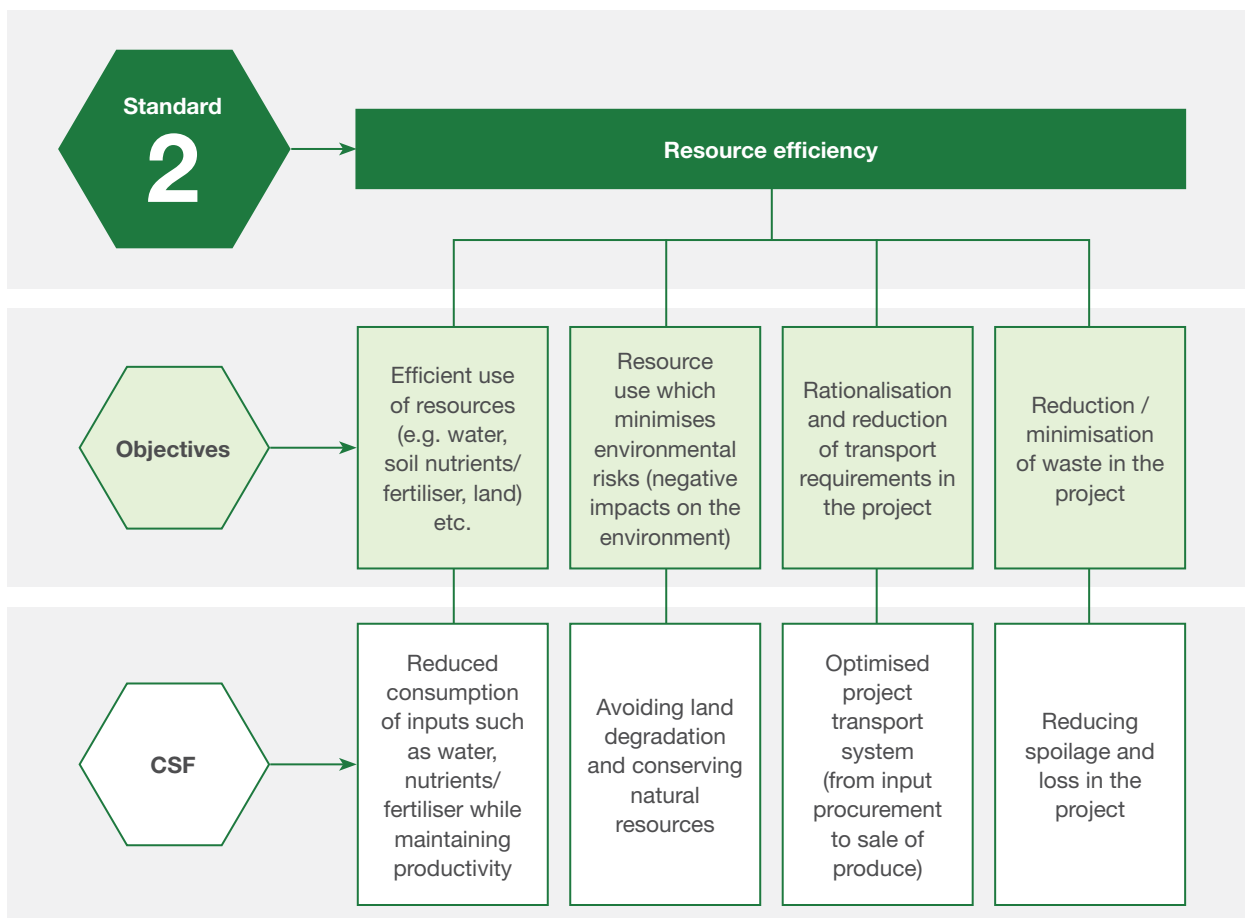 Standard
2
Resource efficiency
Objectives
Efficient use
of resources
(e.g. water,
soil nutrients/
fertiliser, land)
etc.
Resource
use which
minimises
environmental
risks (negative
impacts on the
environment)
Rationalisation
and reduction
of transport
requirements in
the project
Reduction /
minimisation
of waste in the
project
CSF
Reduced
consumption
of inputs such
as water,
nutrients/
fertiliser while
maintaining
productivity
Avoiding land
degradation
and conserving
natural
resources
Optimised
project
transport
system
(from input
procurement
to sale of
produce)
Reducing
spoilage and
loss in the
project